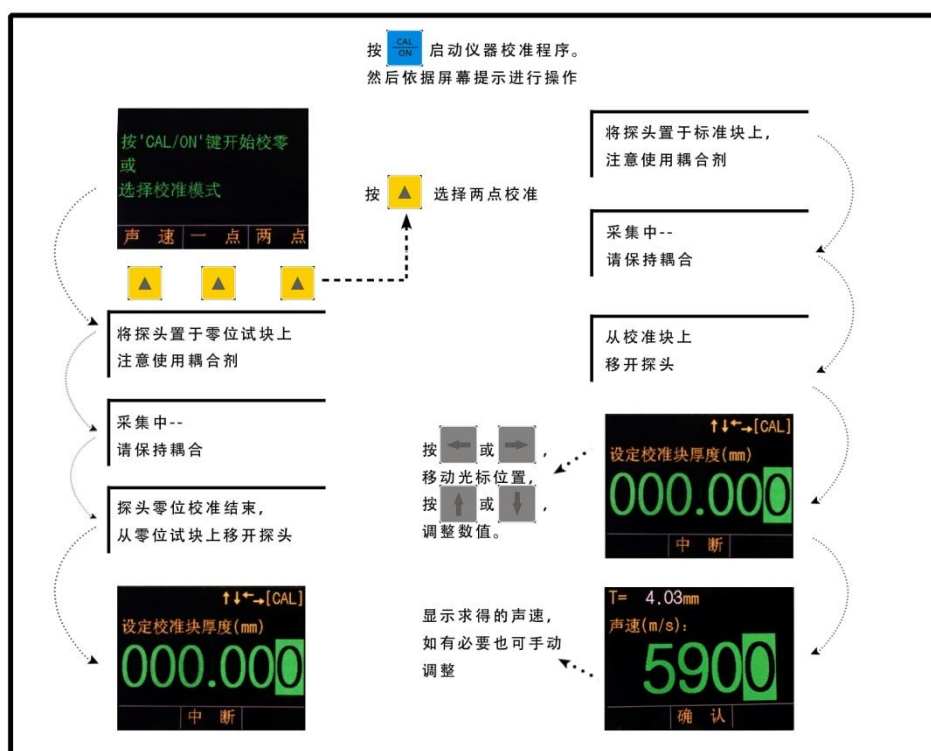 按 CAL/ON 启动仪器校准程序。
然后依据屏幕提示进行操作
按'CAL/ON'键开始校零
或
选择校准模式
声 速 一 点 两 点
按 ▲ 选择两点校准
将探头置于零位试块上
注意使用耦合剂
采集中--
请保持耦合
探头零位校准结束,
从零位试块上移开探头
↑↓←→[CAL]
设定校准块厚度(mm)
000.000
中 断
将探头置于标准块上,
注意使用耦合剂
采集中--
请保持耦合
从校准块上
移开探头
按 ← 或 → ,
移动光标位置,
按 ↑ 或 ↓ ,
调整数值。
↑↓←→[CAL]
设定校准块厚度(mm)
000.000
中 断
显示求得的声速,
如有必要也可手动
调整
T= 4.03mm
声速(m/s):
5900
确 认